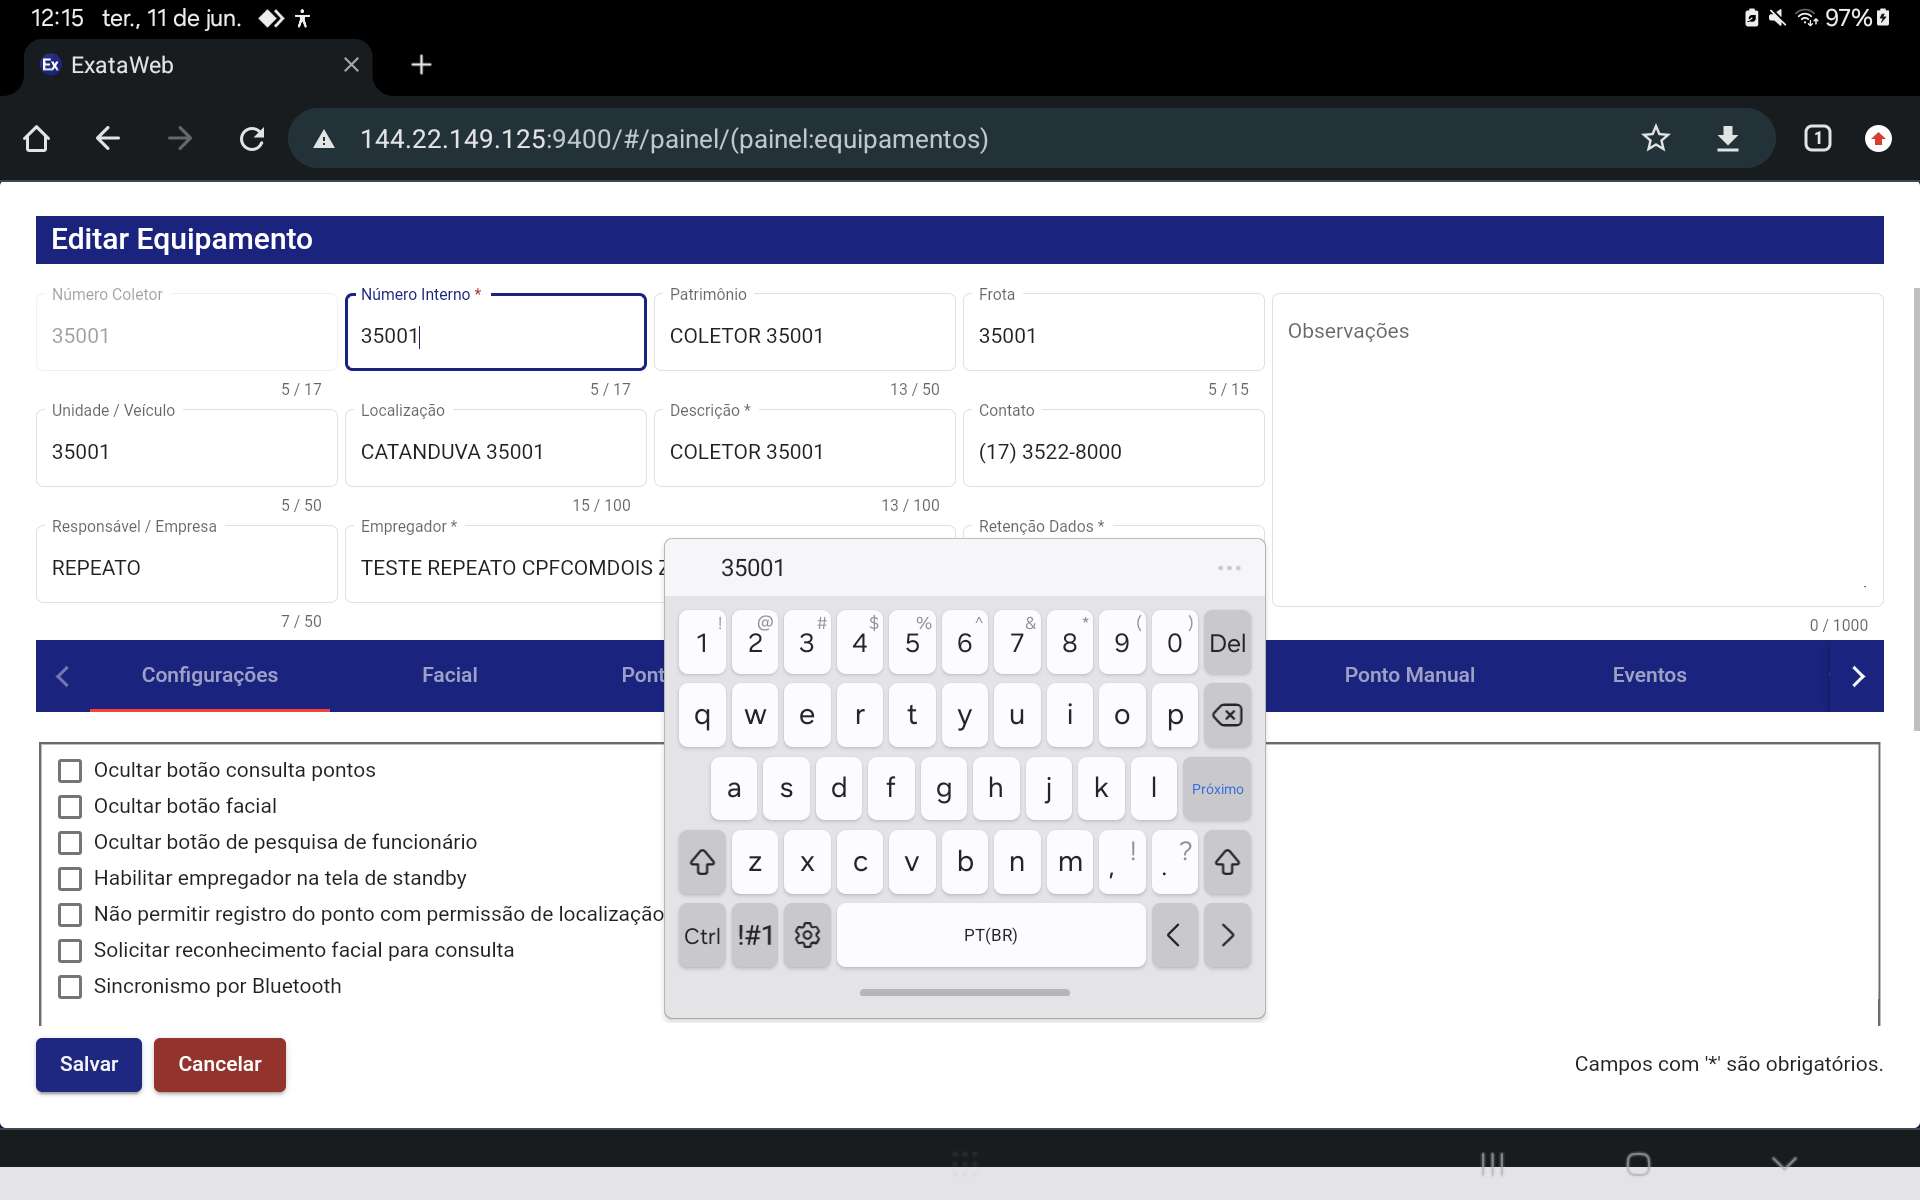 12:15 ter., 11 de jun.
97%
Ex ExataWeb
144.22.149.125:9400/#/painel/(painel:equipamentos)
1
Editar Equipamento
Número Coletor
35001
5 / 17
Número Interno *
35001
5 / 17
Patrimônio
COLETOR 35001
13 / 50
Frota
35001
5 / 15
Observações
0 / 1000
Unidade / Veículo
35001
5 / 50
Localização
CATANDUVA 35001
15 / 100
Descrição *
COLETOR 35001
13 / 100
Contato
(17) 3522-8000
Responsável / Empresa
REPEATO
7 / 50
Empregador *
TESTE REPEATO CPFCOMDOIS
Retenção Dados *
Configurações
Facial
Pont
Ponto Manual
Eventos
Ocultar botão consulta pontos
Ocultar botão facial
Ocultar botão de pesquisa de funcionário
Habilitar empregador na tela de standby
Não permitir registro do ponto com permissão de localização
Solicitar reconhecimento facial para consulta
Sincronismo por Bluetooth
35001
! @ # $ % ^ & * ( )
1 2 3 4 5 6 7 8 9 0 Del
q w e r t y u i o p
a s d f g h j k l Próximo
z x c v b n m , ! . ?
Ctrl !#1 PT(BR) < >
Salvar
Cancelar
Campos com '*' são obrigatórios.